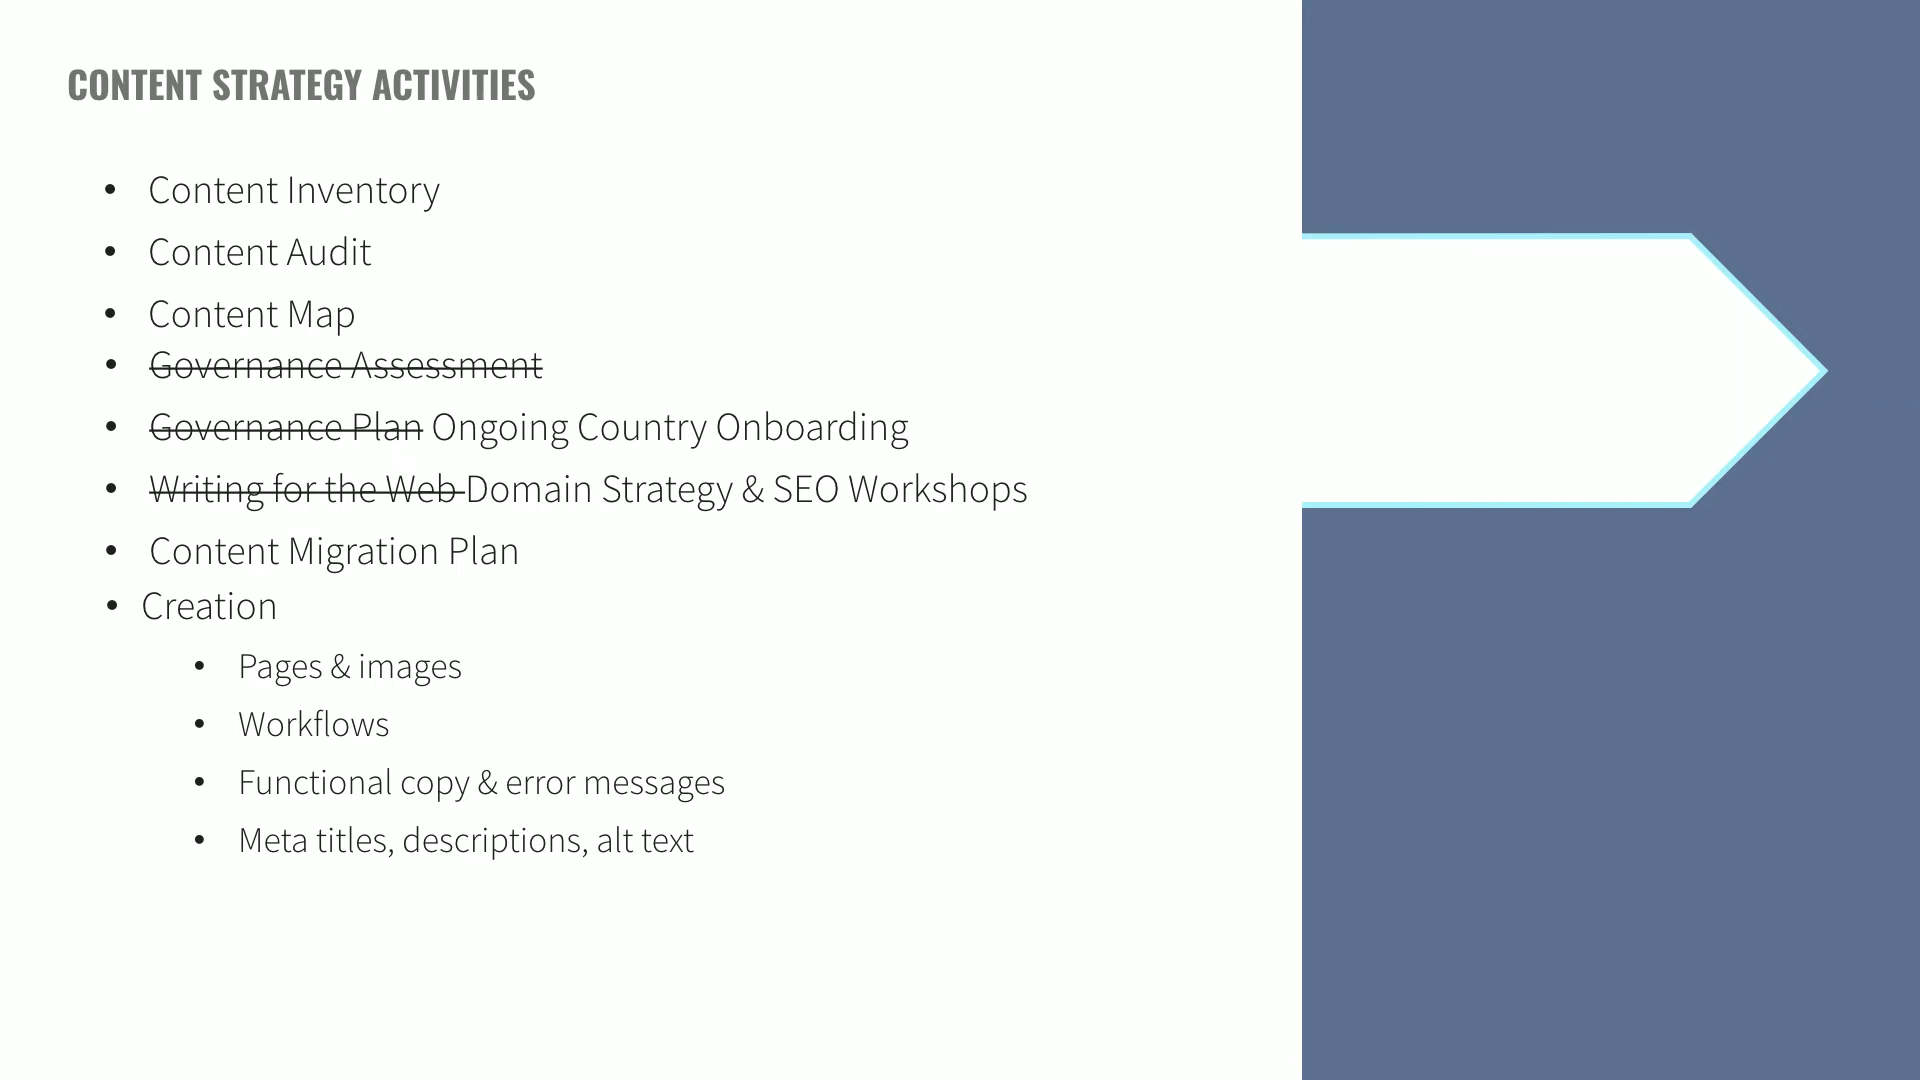 CONTENT STRATEGY ACTIVITIES
• Content Inventory
• Content Audit
• Content Map
• Governance Assessment
• Governance Plan Ongoing Country Onboarding
• Writing for the Web Domain Strategy & SEO Workshops
• Content Migration Plan
• Creation
• Pages & images
• Workflows
• Functional copy & error messages
• Meta titles, descriptions, alt text